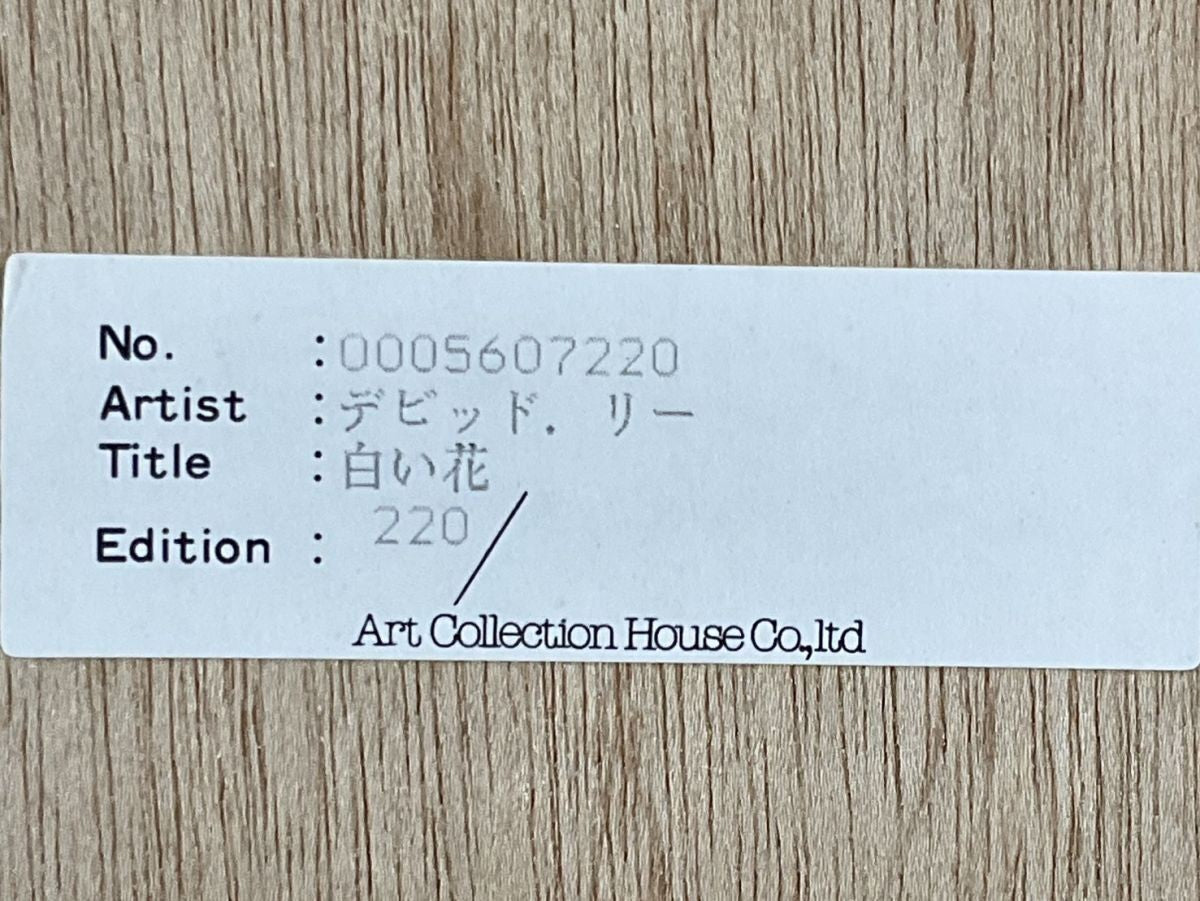 No. :0005607220
Artist :デビッド．リー
Title :白い花
Edition : 220/
Art Collection House Co.,ltd